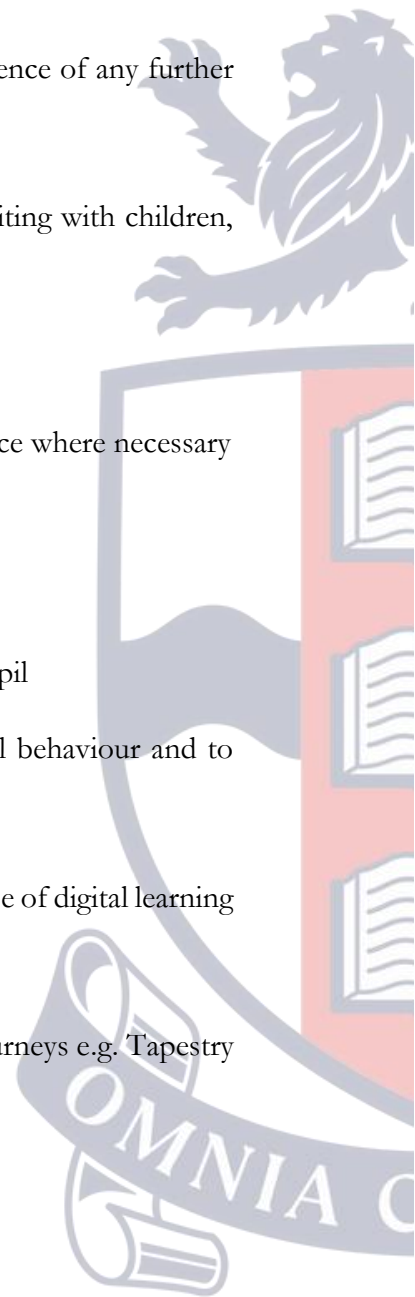 ence of any further
iting with children,
ce where necessary
pil
l behaviour and to
e of digital learning
urneys e.g. Tapestry
OMNIA C